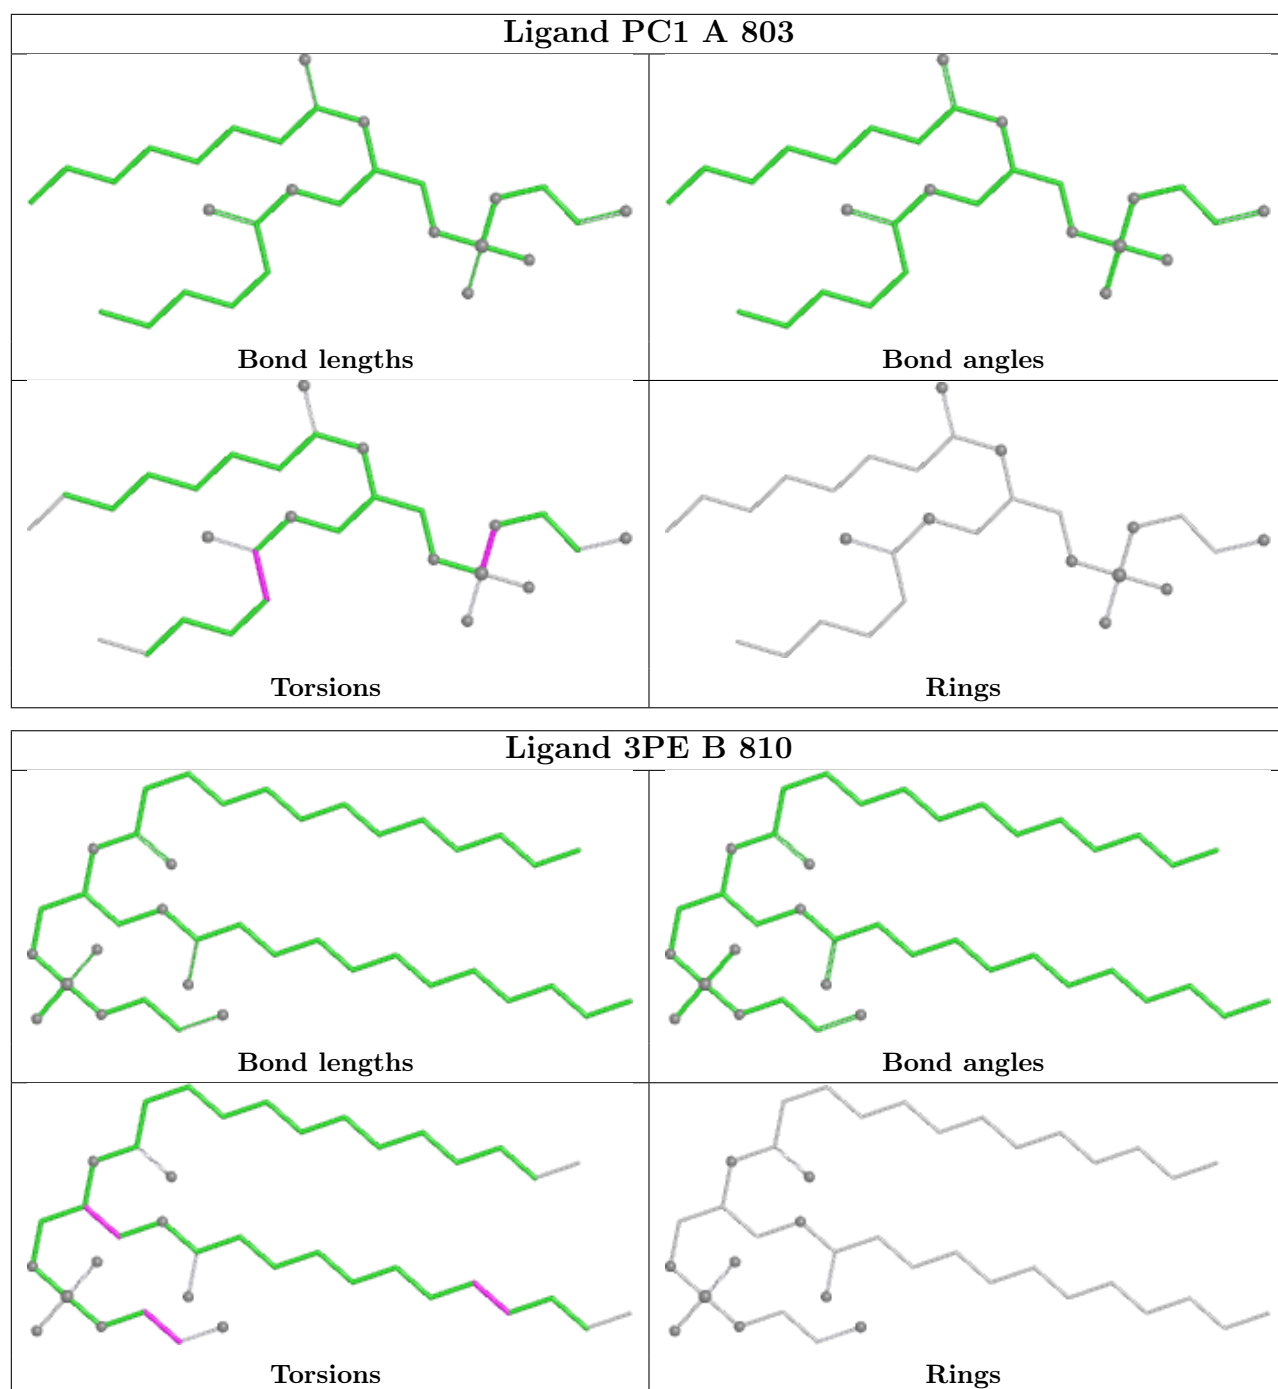 Ligand PC1 A 803
Bond lengths
Bond angles
Torsions
Rings
Ligand 3PE B 810
Bond lengths
Bond angles
Torsions
Rings